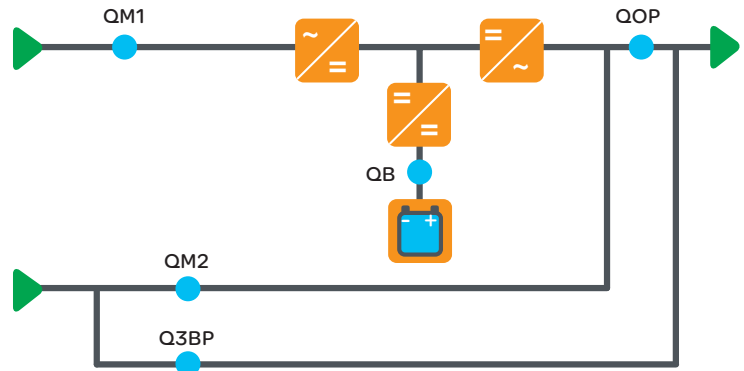 QM1
QOP
~
=
=
~
=
=
QB
- +
QM2
Q3BP